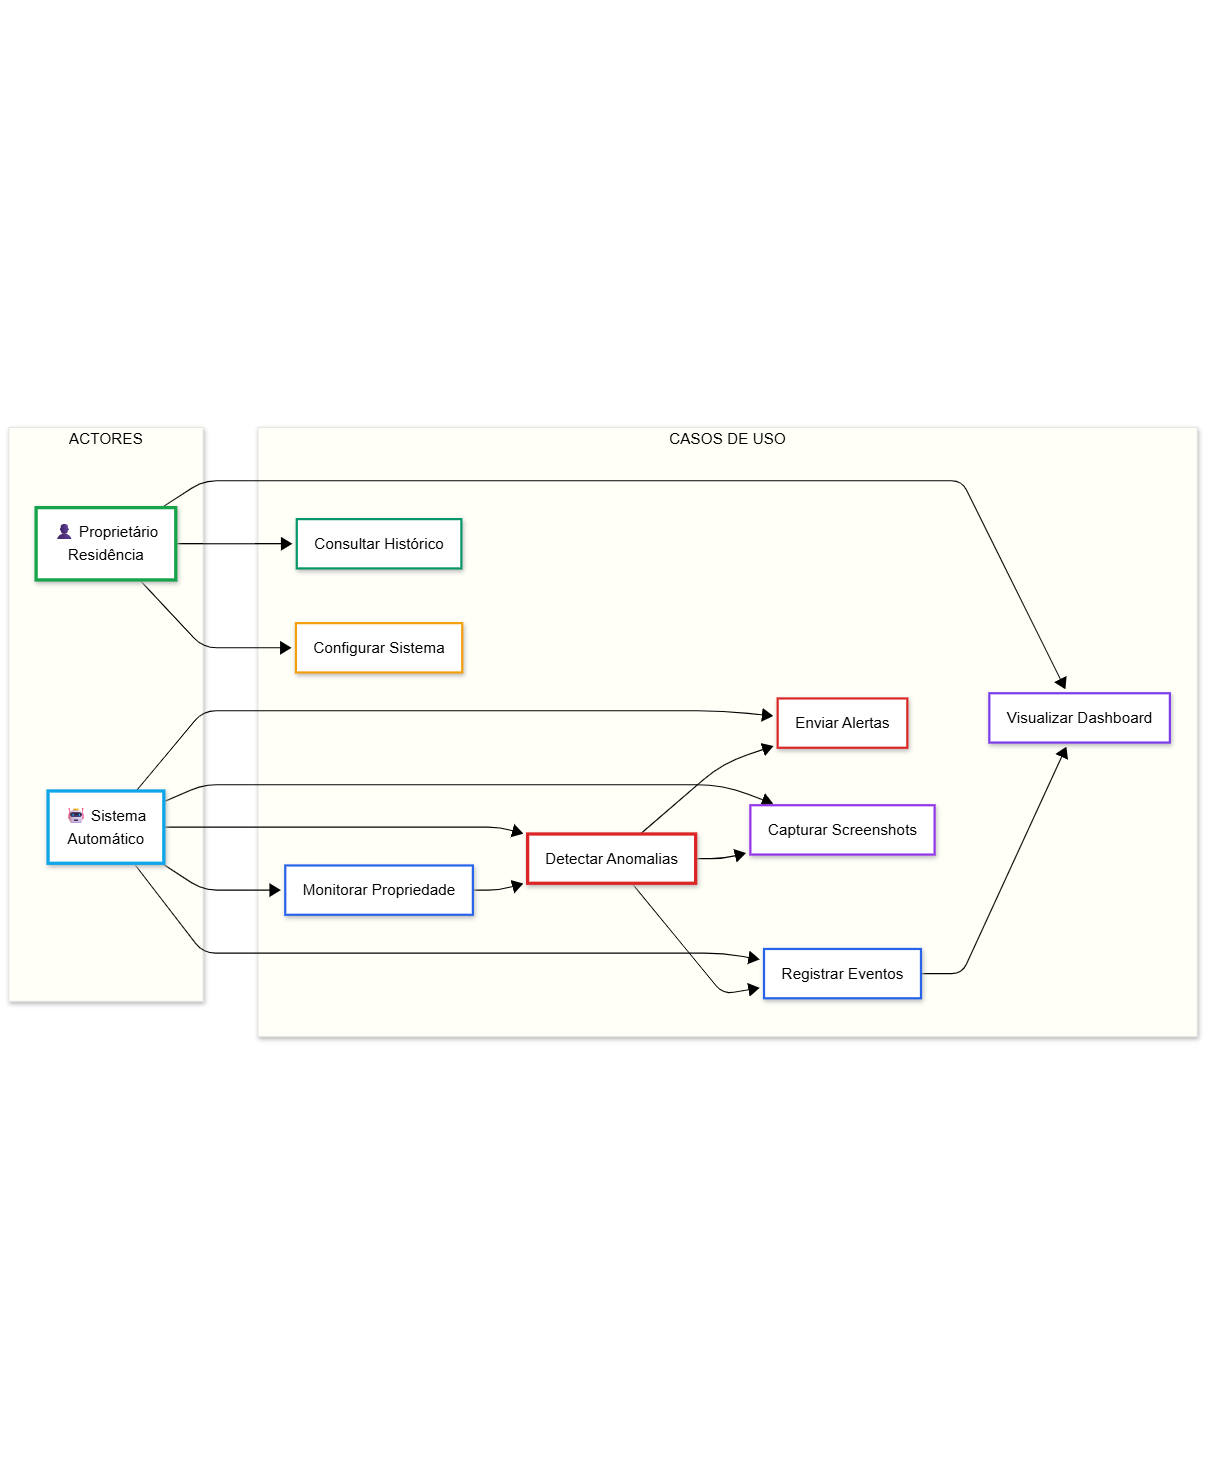 ACTORES
CASOS DE USO
Proprietário
Residência
Consultar Histórico
Configurar Sistema
Enviar Alertas
Visualizar Dashboard
Sistema
Automático
Capturar Screenshots
Detectar Anomalias
Monitorar Propriedade
Registrar Eventos